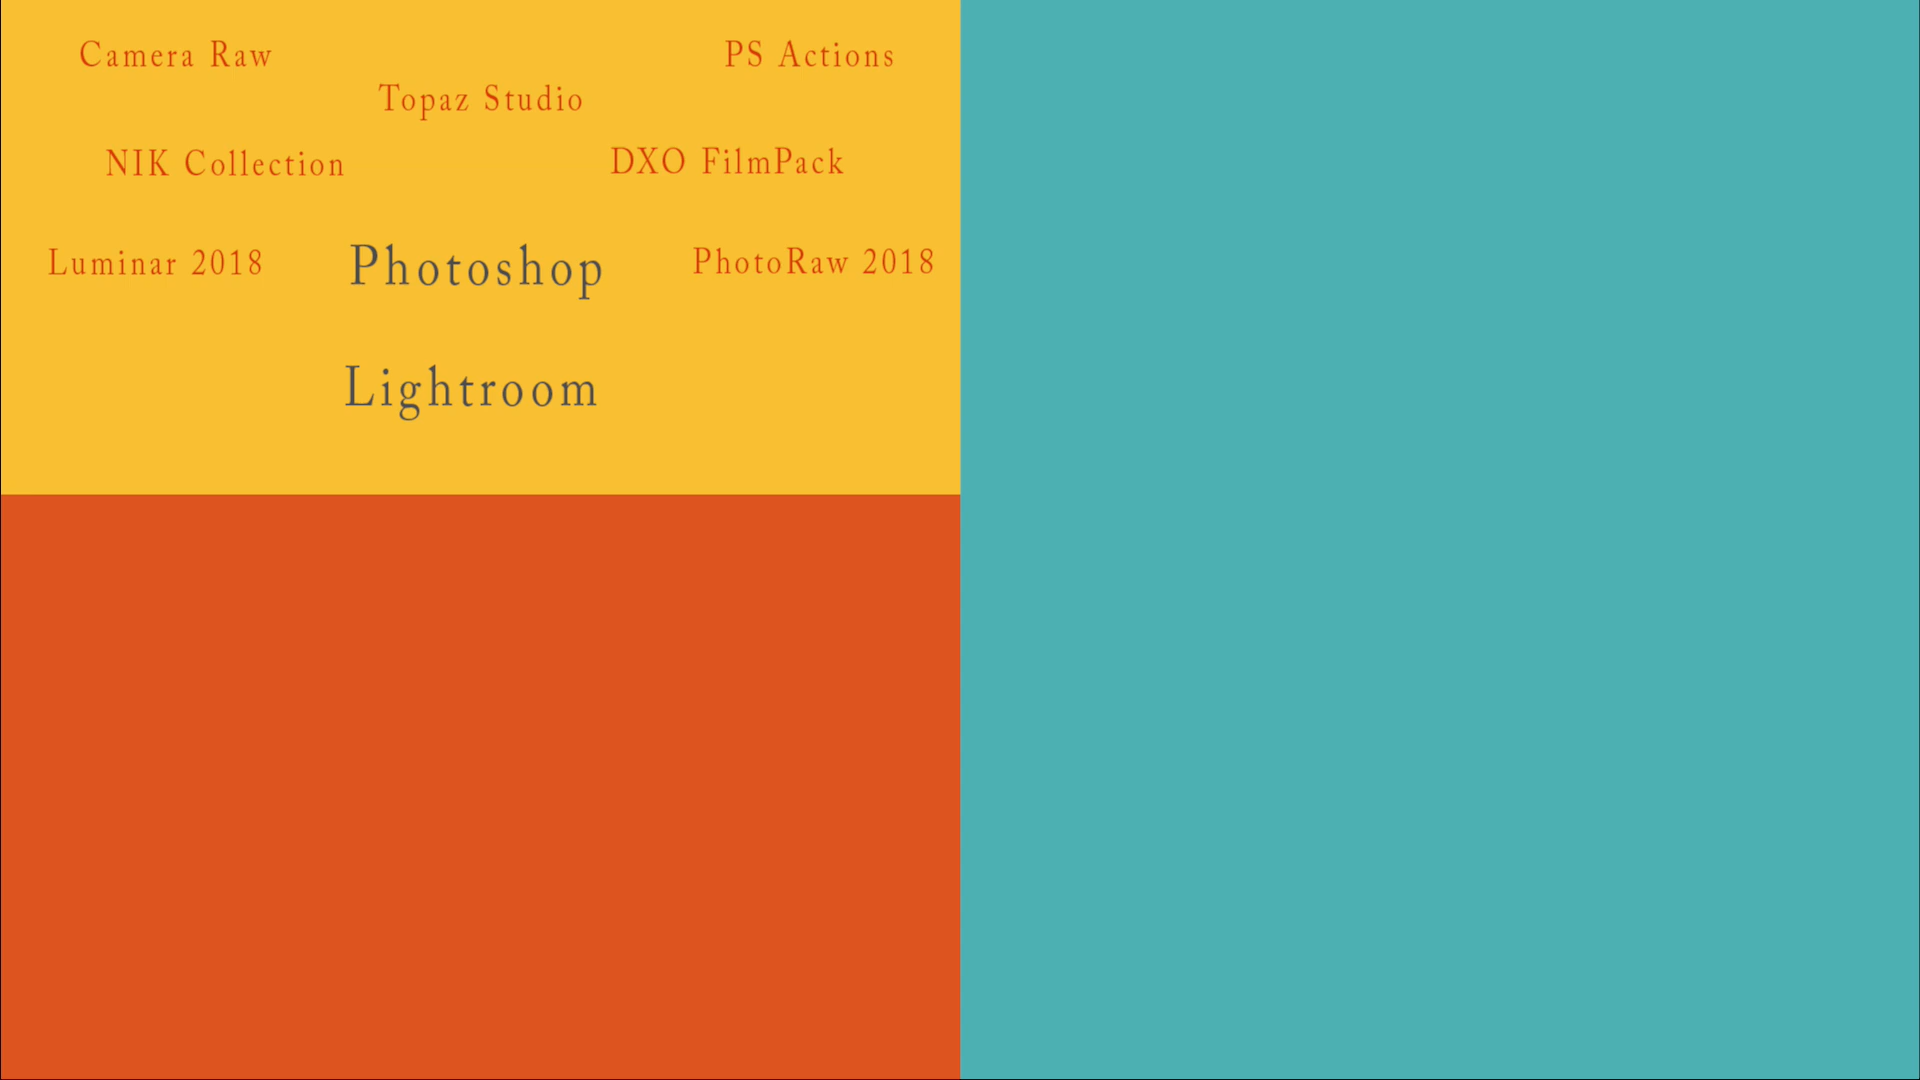 Camera Raw
PS Actions
Topaz Studio
NIK Collection
DXO FilmPack
Luminar 2018
Photoshop
PhotoRaw 2018
Lightroom